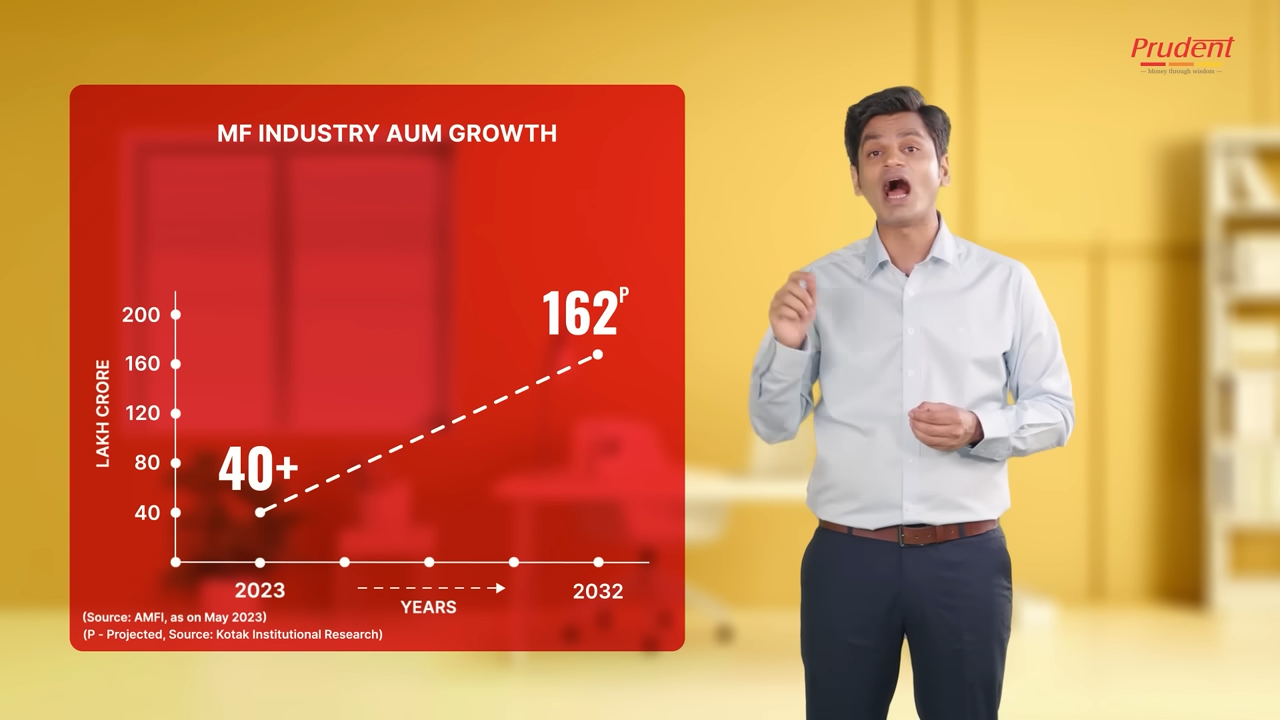 Prudent
— Money through wisdom —
MF INDUSTRY AUM GROWTH
LAKH CRORE
200
160
120
80
40
40+
162P
2023
2032
YEARS
(Source: AMFI, as on May 2023)
(P - Projected, Source: Kotak Institutional Research)